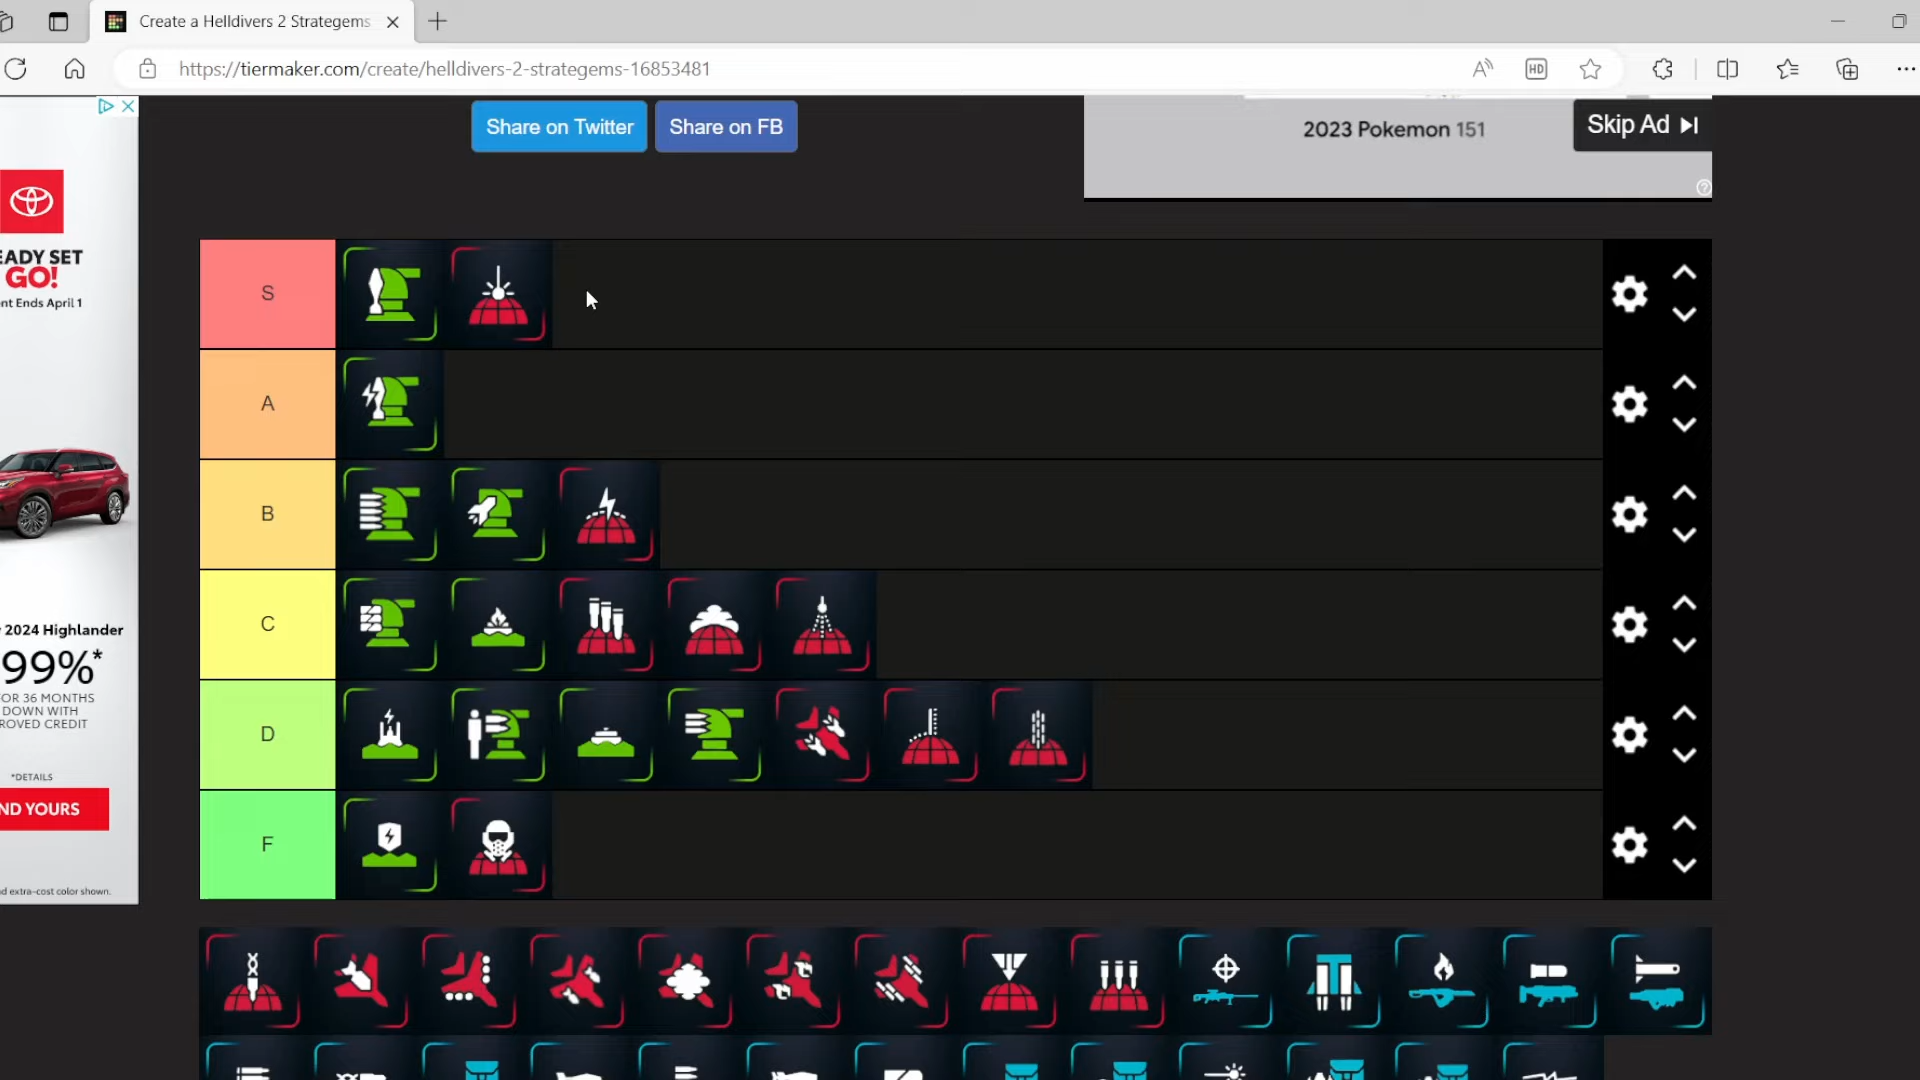 Create a Helldivers 2 Strategems
https://tiermaker.com/create/helldivers-2-strategems-16853481
HD
Share on Twitter
Share on FB
2023 Pokemon 151
Skip Ad
EADY SET
GO!
nt Ends April 1
2024 Highlander
99%*
OR 36 MONTHS
DOWN WITH
ROVED CREDIT
*DETAILS
ND YOURS
d extra-cost color shown.
S
A
B
C
D
F